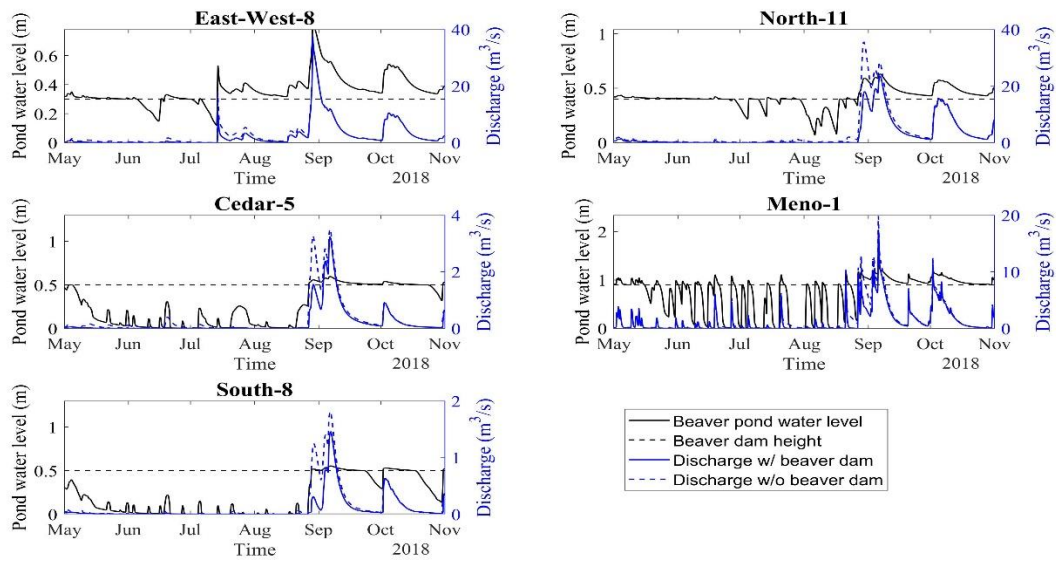 East-West-8
Pond water level (m)
0.6
0.4
0.2
0
40
20
0
Discharge (m³/s)
May Jun Jul Aug Sep Oct Nov
Time 2018
North-11
Pond water level (m)
1
0.5
0
40
20
0
Discharge (m³/s)
May Jun Jul Aug Sep Oct Nov
Time 2018
Cedar-5
Pond water level (m)
1
0.5
0
4
2
0
Discharge (m³/s)
May Jun Jul Aug Sep Oct Nov
Time 2018
Meno-1
Pond water level (m)
2
1
0
20
10
0
Discharge (m³/s)
May Jun Jul Aug Sep Oct Nov
Time 2018
South-8
Pond water level (m)
1
0.5
0
2
1
0
Discharge (m³/s)
May Jun Jul Aug Sep Oct Nov
Time 2018
Beaver pond water level
Beaver dam height
Discharge w/ beaver dam
Discharge w/o beaver dam